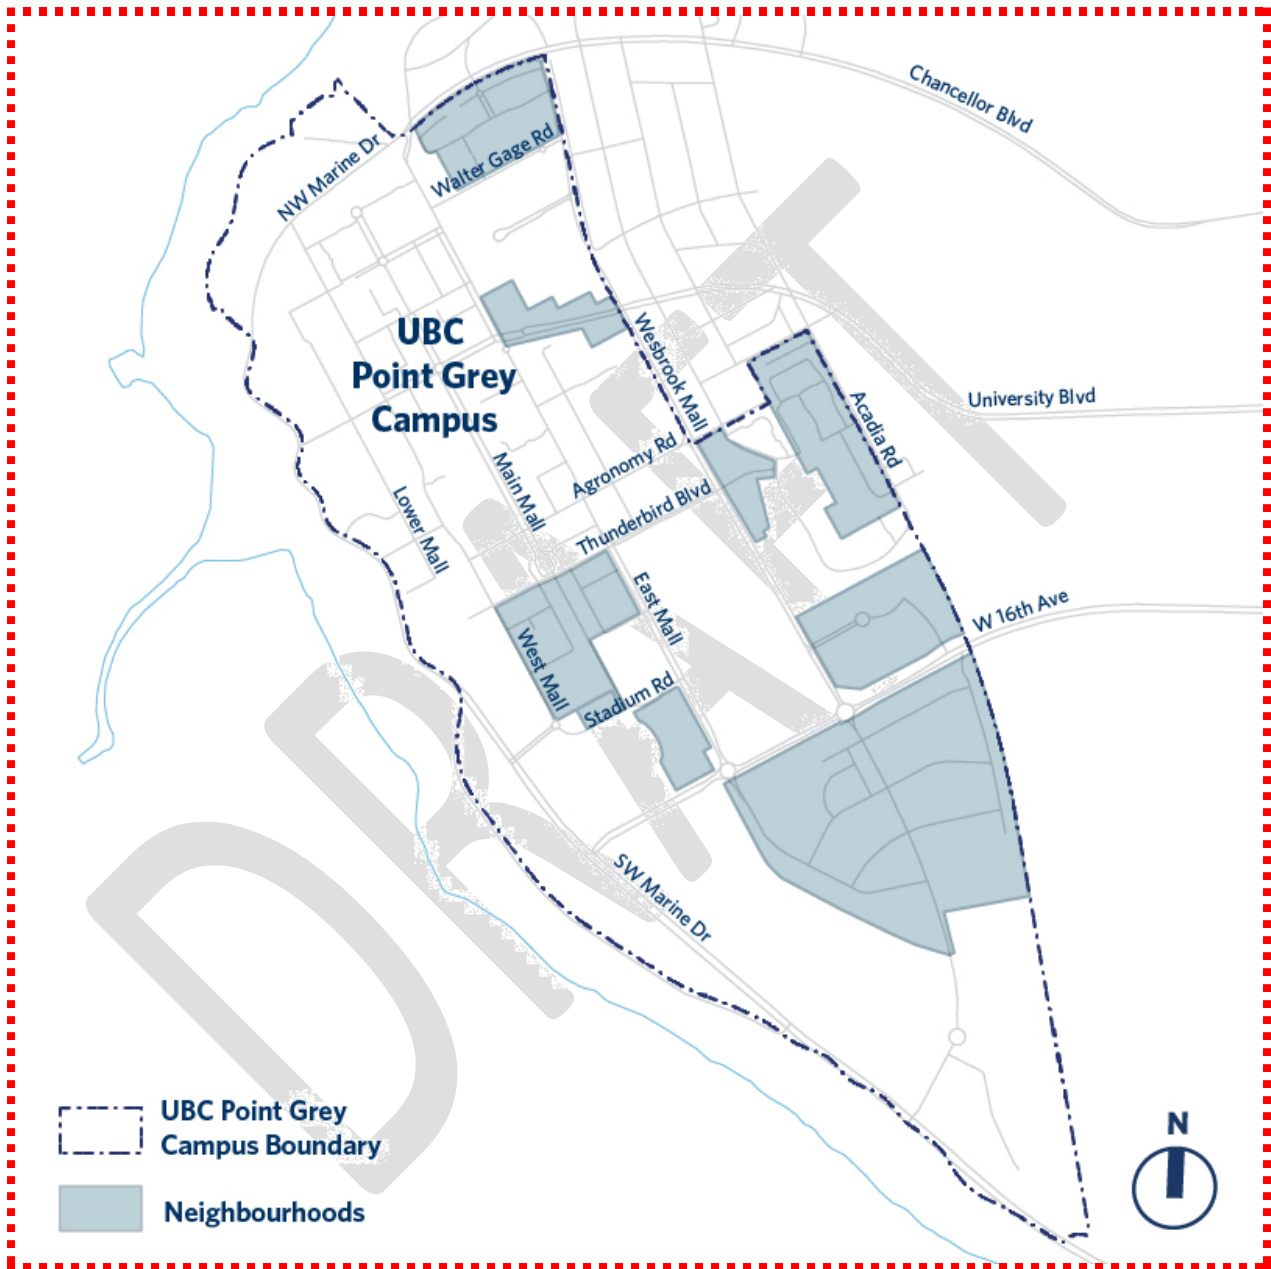 Chancellor Blvd
NW Marine Dr
Walter Gage Rd
UBC
Point Grey
Campus
Wesbrook Mall
University Blvd
Acadia Rd
Agronomy Rd
Main Mall
Lower Mall
Thunderbird Blvd
East Mall
W 16th Ave
West Mall
Stadium Rd
SW Marine Dr
DRAFT
UBC Point Grey
Campus Boundary
Neighbourhoods
N